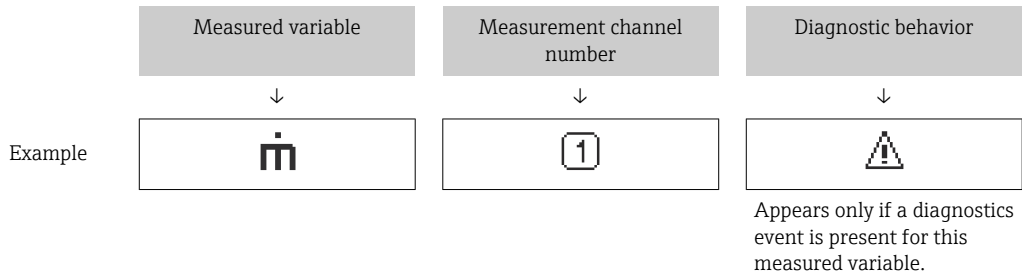 Measured variable
Measurement channel
number
Diagnostic behavior
↓ ↓ ↓
Example
ṁ
1
Appears only if a diagnostics
event is present for this
measured variable.